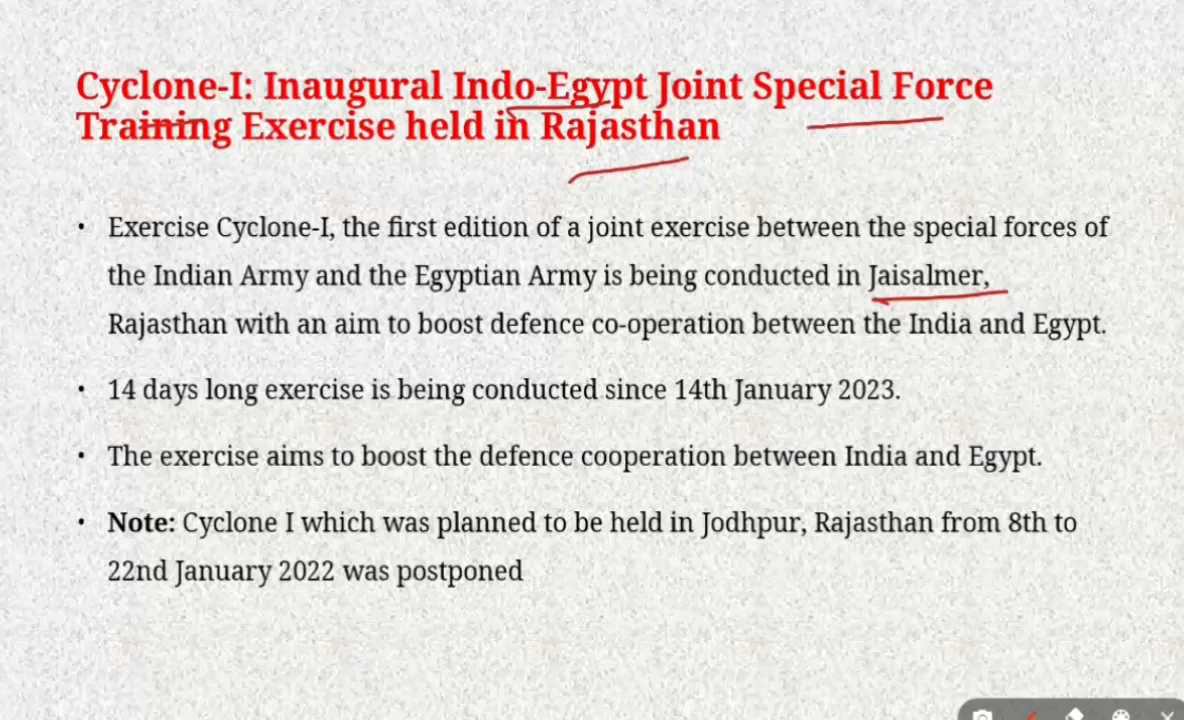 Cyclone-I: Inaugural Indo-Egypt Joint Special Force
Training Exercise held in Rajasthan
• Exercise Cyclone-I, the first edition of a joint exercise between the special forces of
the Indian Army and the Egyptian Army is being conducted in Jaisalmer,
Rajasthan with an aim to boost defence co-operation between the India and Egypt.
• 14 days long exercise is being conducted since 14th January 2023.
• The exercise aims to boost the defence cooperation between India and Egypt.
• Note: Cyclone I which was planned to be held in Jodhpur, Rajasthan from 8th to
22nd January 2022 was postponed